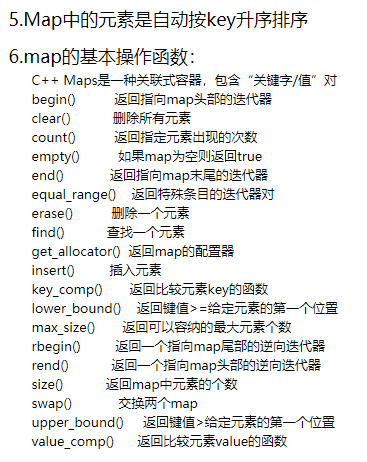 5.Map中的元素是自动按key升序排序
6.map的基本操作函数：
C++ Maps是一种关联式容器，包含“关键字/值”对
begin() 返回指向map头部的迭代器
clear() 删除所有元素
count() 返回指定元素出现的次数
empty() 如果map为空则返回true
end() 返回指向map末尾的迭代器
equal_range() 返回特殊条目的迭代器对
erase() 删除一个元素
find() 查找一个元素
get_allocator() 返回map的配置器
insert() 插入元素
key_comp() 返回比较元素key的函数
lower_bound() 返回键值>=给定元素的第一个位置
max_size() 返回可以容纳的最大元素个数
rbegin() 返回一个指向map尾部的逆向迭代器
rend() 返回一个指向map头部的逆向迭代器
size() 返回map中元素的个数
swap() 交换两个map
upper_bound() 返回键值>给定元素的第一个位置
value_comp() 返回比较元素value的函数